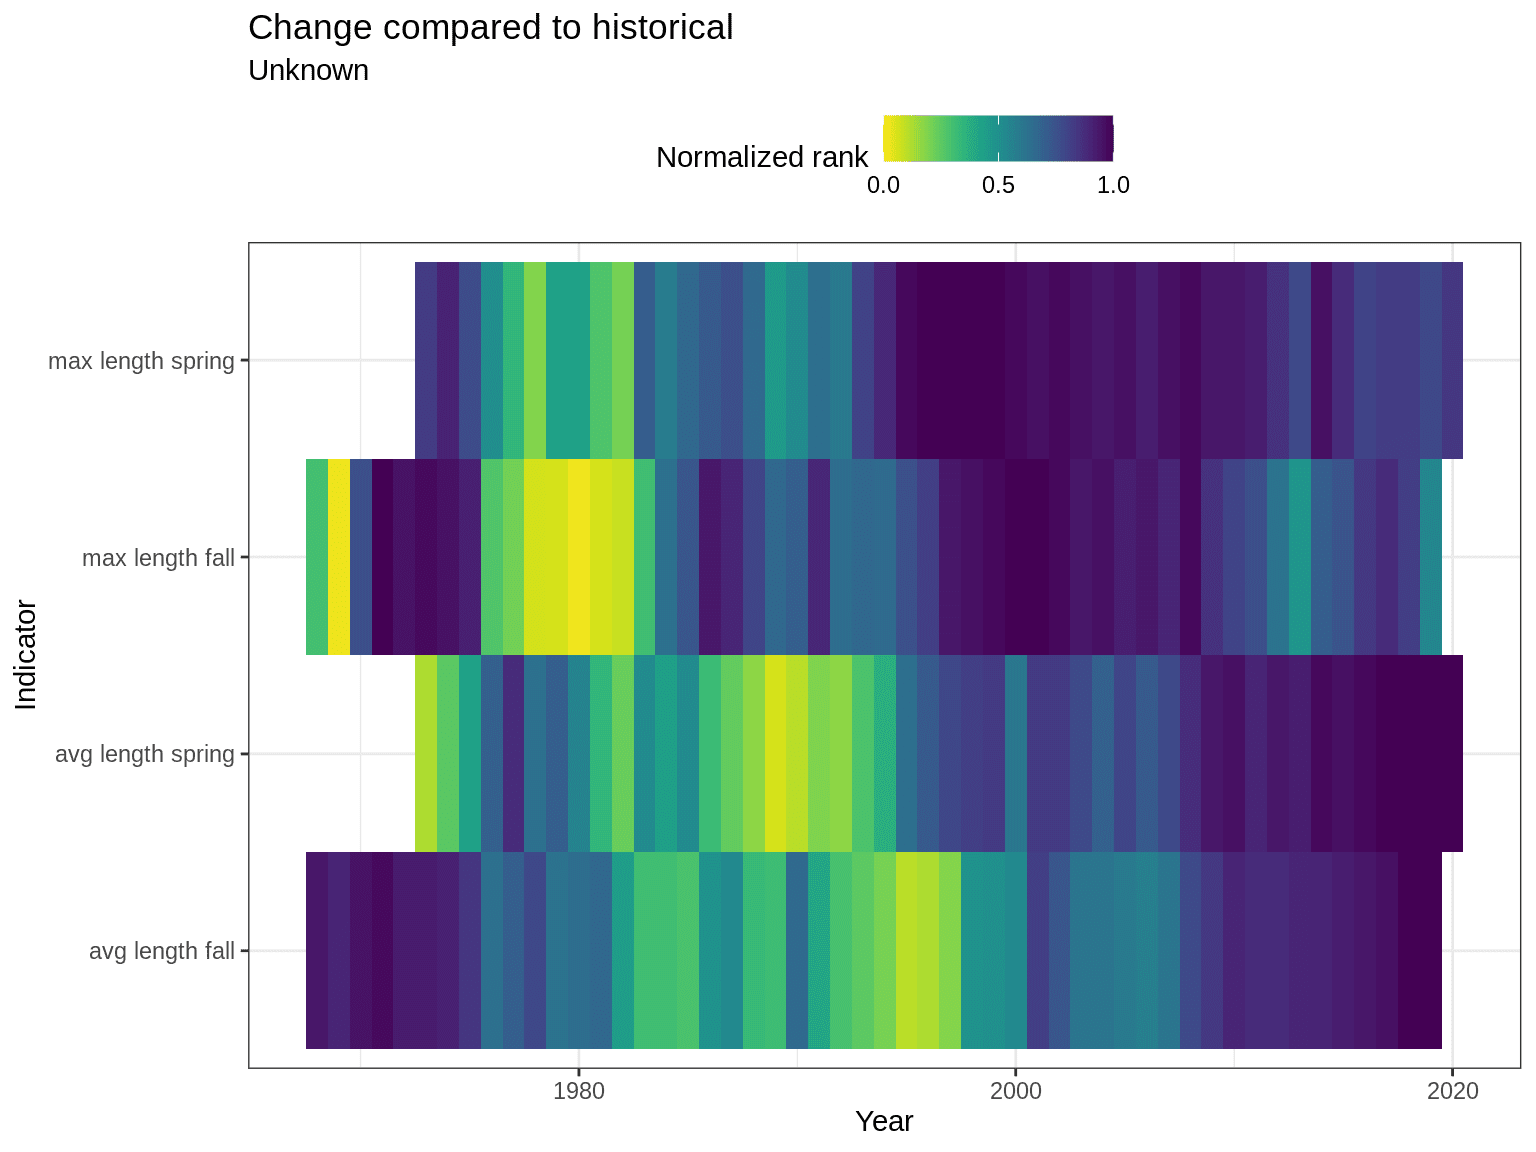 Change compared to historical
Unknown
Normalized rank
0.0 0.5 1.0
max length spring
max length fall
avg length spring
avg length fall
Indicator
1980 2000 2020
Year